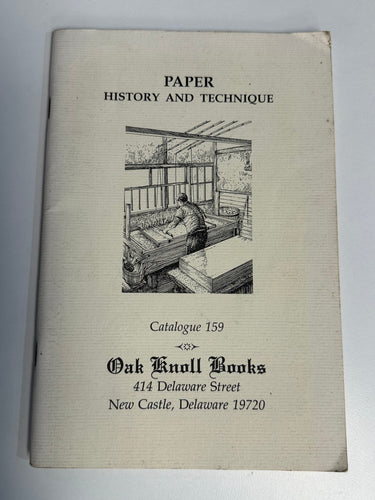 PAPER
HISTORY AND TECHNIQUE
Catalogue 159
Oak Knoll Books
414 Delaware Street
New Castle, Delaware 19720